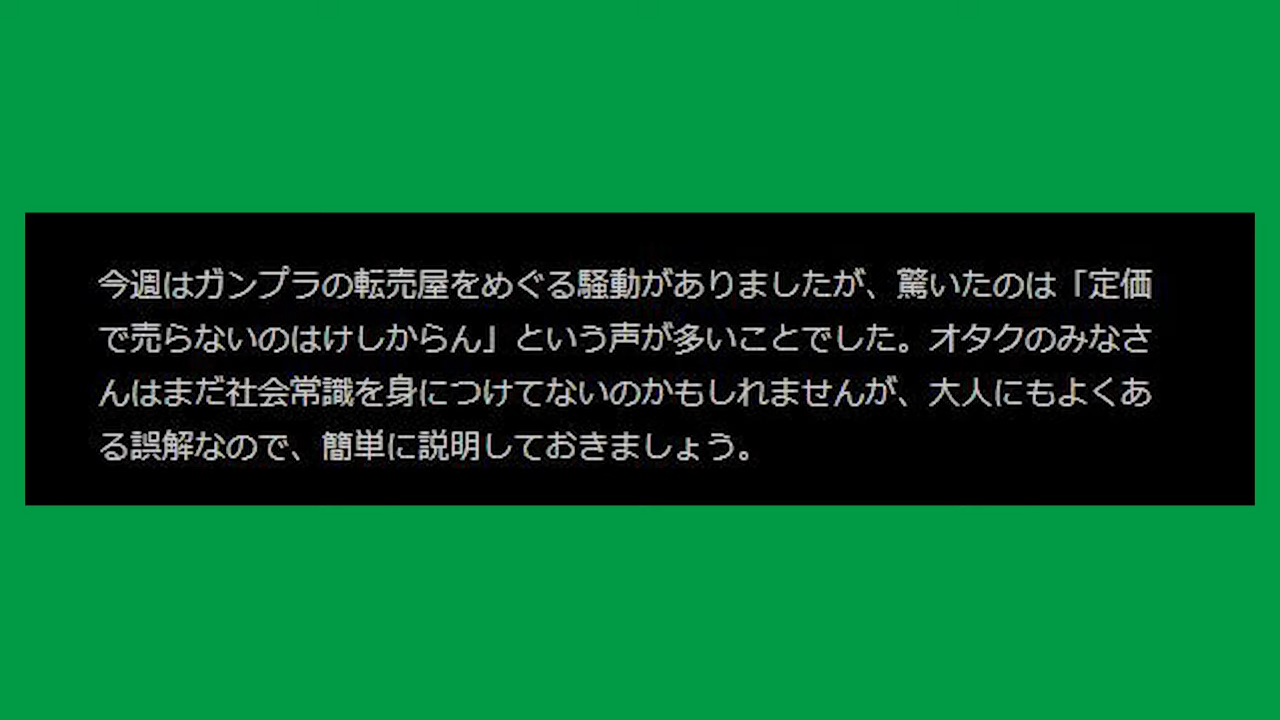 今週はガンプラの転売屋をめぐる騒動がありましたが、驚いたのは「定価
で売らないのはけしからん」という声が多いことでした。オタクのみなさ
んはまだ社会常識を身につけてないのかもしれませんが、大人にもよくあ
る誤解なので、簡単に説明しておきましょう。